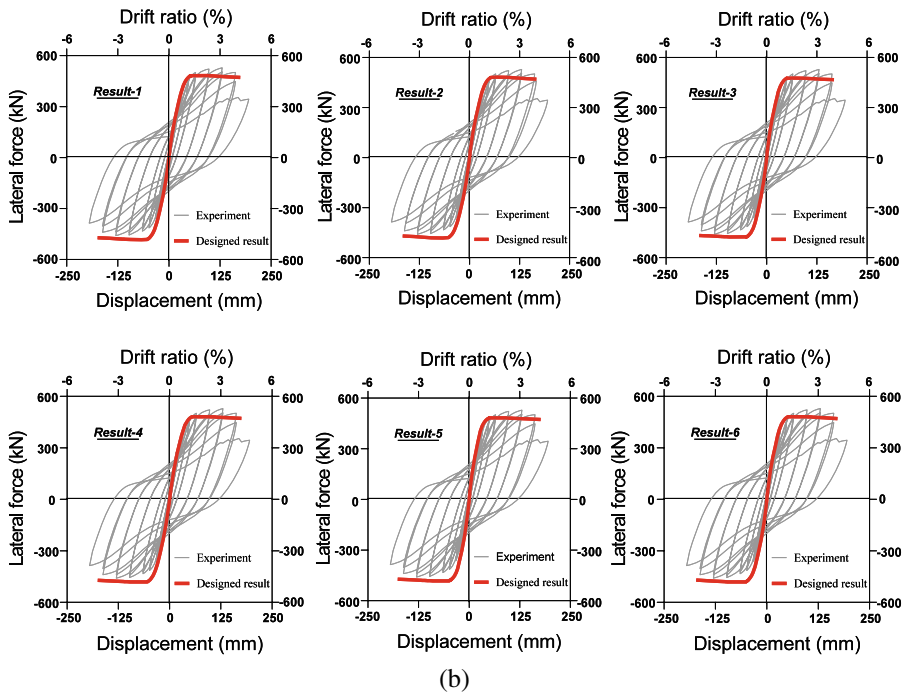 Drift ratio (%)
-6 -3 0 3 6
Lateral force (kN)
600 300 0 -300 -600
600 300 0 -300 -600
Result-1
Experiment
Designed result
-250 -125 0 125 250
Displacement (mm)
Drift ratio (%)
-6 -3 0 3 6
Lateral force (kN)
600 300 0 -300 -600
600 300 0 -300 -600
Result-2
Experiment
Designed result
-250 -125 0 125 250
Displacement (mm)
Drift ratio (%)
-6 -3 0 3 6
Lateral force (kN)
600 300 0 -300 -600
600 300 0 -300 -600
Result-3
Experiment
Designed result
-250 -125 0 125 250
Displacement (mm)
Drift ratio (%)
-6 -3 0 3 6
Lateral force (kN)
600 300 0 -300 -600
600 300 0 -300 -600
Result-4
Experiment
Designed result
-250 -125 0 125 250
Displacement (mm)
Drift ratio (%)
-6 -3 0 3 6
Lateral force (kN)
600 300 0 -300 -600
600 300 0 -300 -600
Result-5
Experiment
Designed result
-250 -125 0 125 250
Displacement (mm)
Drift ratio (%)
-6 -3 0 3 6
Lateral force (kN)
600 300 0 -300 -600
600 300 0 -300 -600
Result-6
Experiment
Designed result
-250 -125 0 125 250
Displacement (mm)
(b)